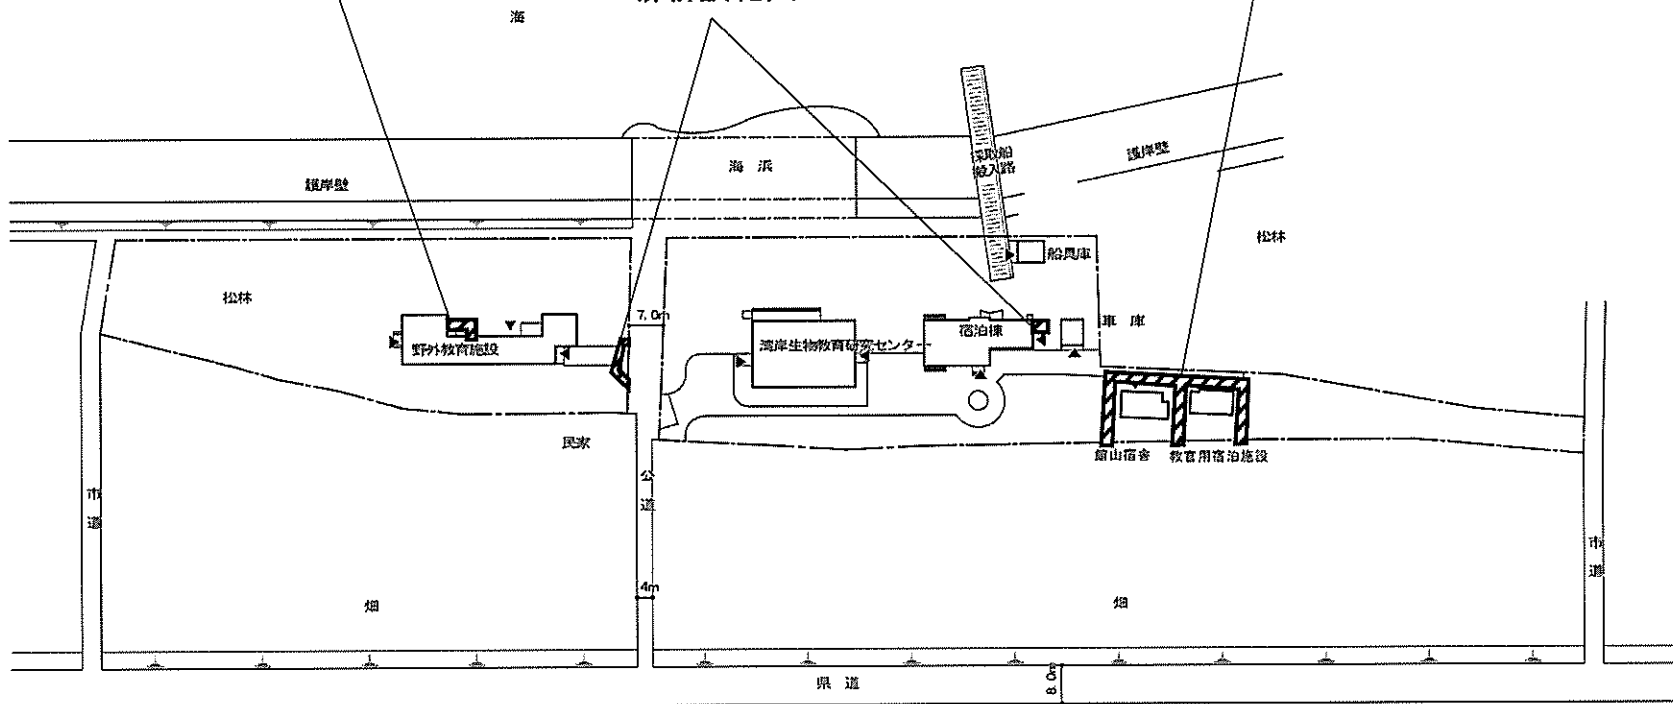 海
海 浜
採取船
搬入路
護岸壁
護岸壁
松林
船具庫
松林
7.0m
車 庫
宿泊棟
湾岸生物教育研究センター
野外教育施設
民家
館山宿舎
教官用宿泊施設
公
道
市
道
市
道
4m
畑
畑
県 道
8.0m